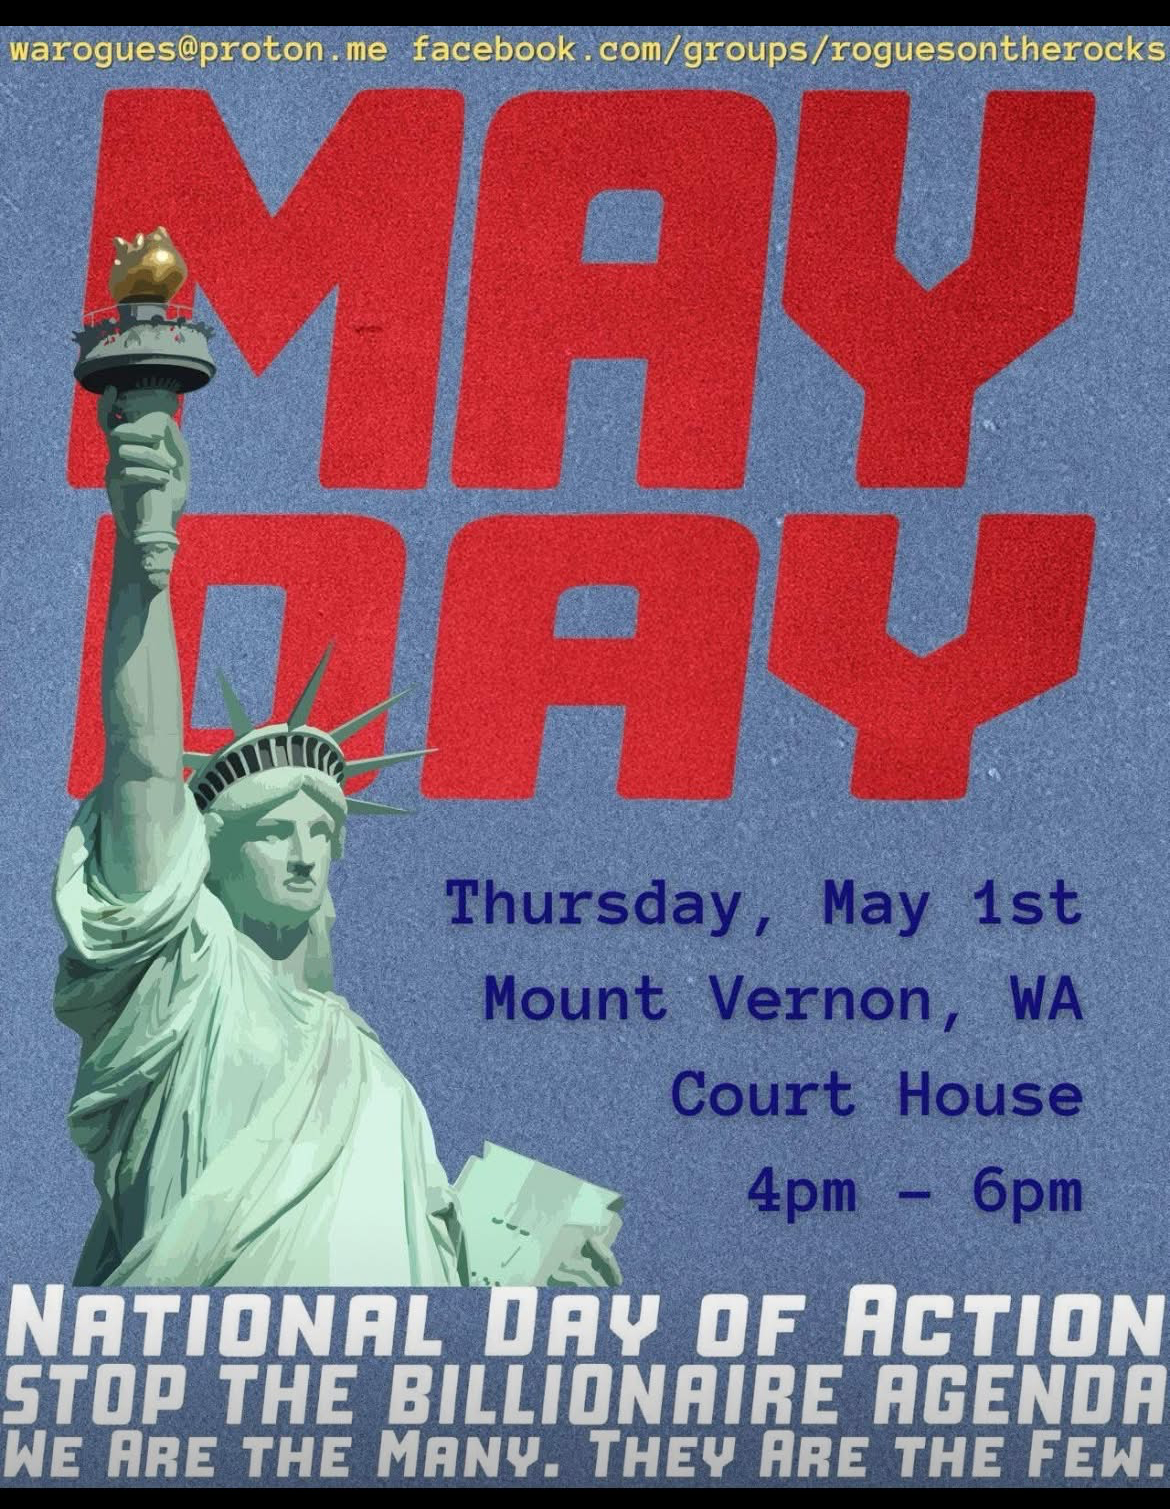 warogues@proton.me facebook.com/groups/roguesontherocks
MAY
DAY
Thursday, May 1st
Mount Vernon, WA
Court House
4pm - 6pm
NATIONAL DAY OF ACTION
STOP THE BILLIONAIRE AGENDA
WE ARE THE MANY. THEY ARE THE FEW.